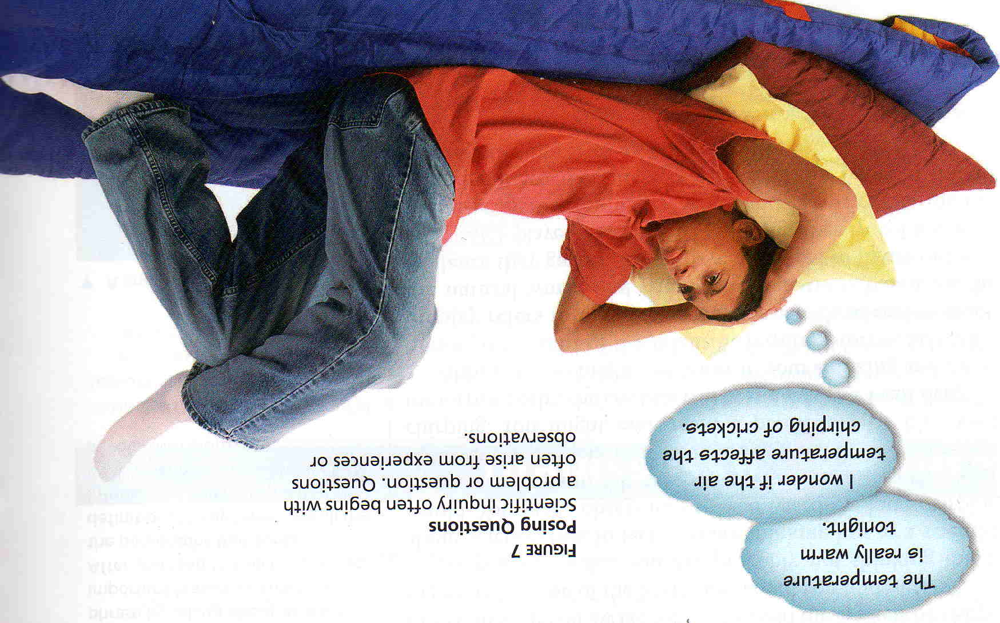 The temperature
is really warm
tonight.
I wonder if the air
temperature affects the
chirping of crickets.
FIGURE 7
Posing Questions
Scientific inquiry often begins with
a problem or question. Questions
often arise from experiences or
observations.